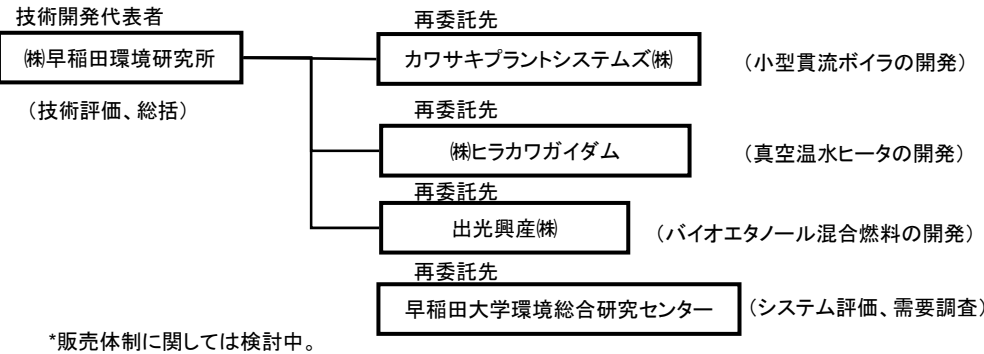 技術開発代表者
㈱早稲田環境研究所
（技術評価、総括）
再委託先
カワサキプラントシステムズ㈱
（小型貫流ボイラの開発）
再委託先
㈱ヒラカワガイダム
（真空温水ヒータの開発）
再委託先
出光興産㈱
（バイオエタノール混合燃料の開発）
再委託先
早稲田大学環境総合研究センター
（システム評価、需要調査）
*販売体制に関しては検討中。